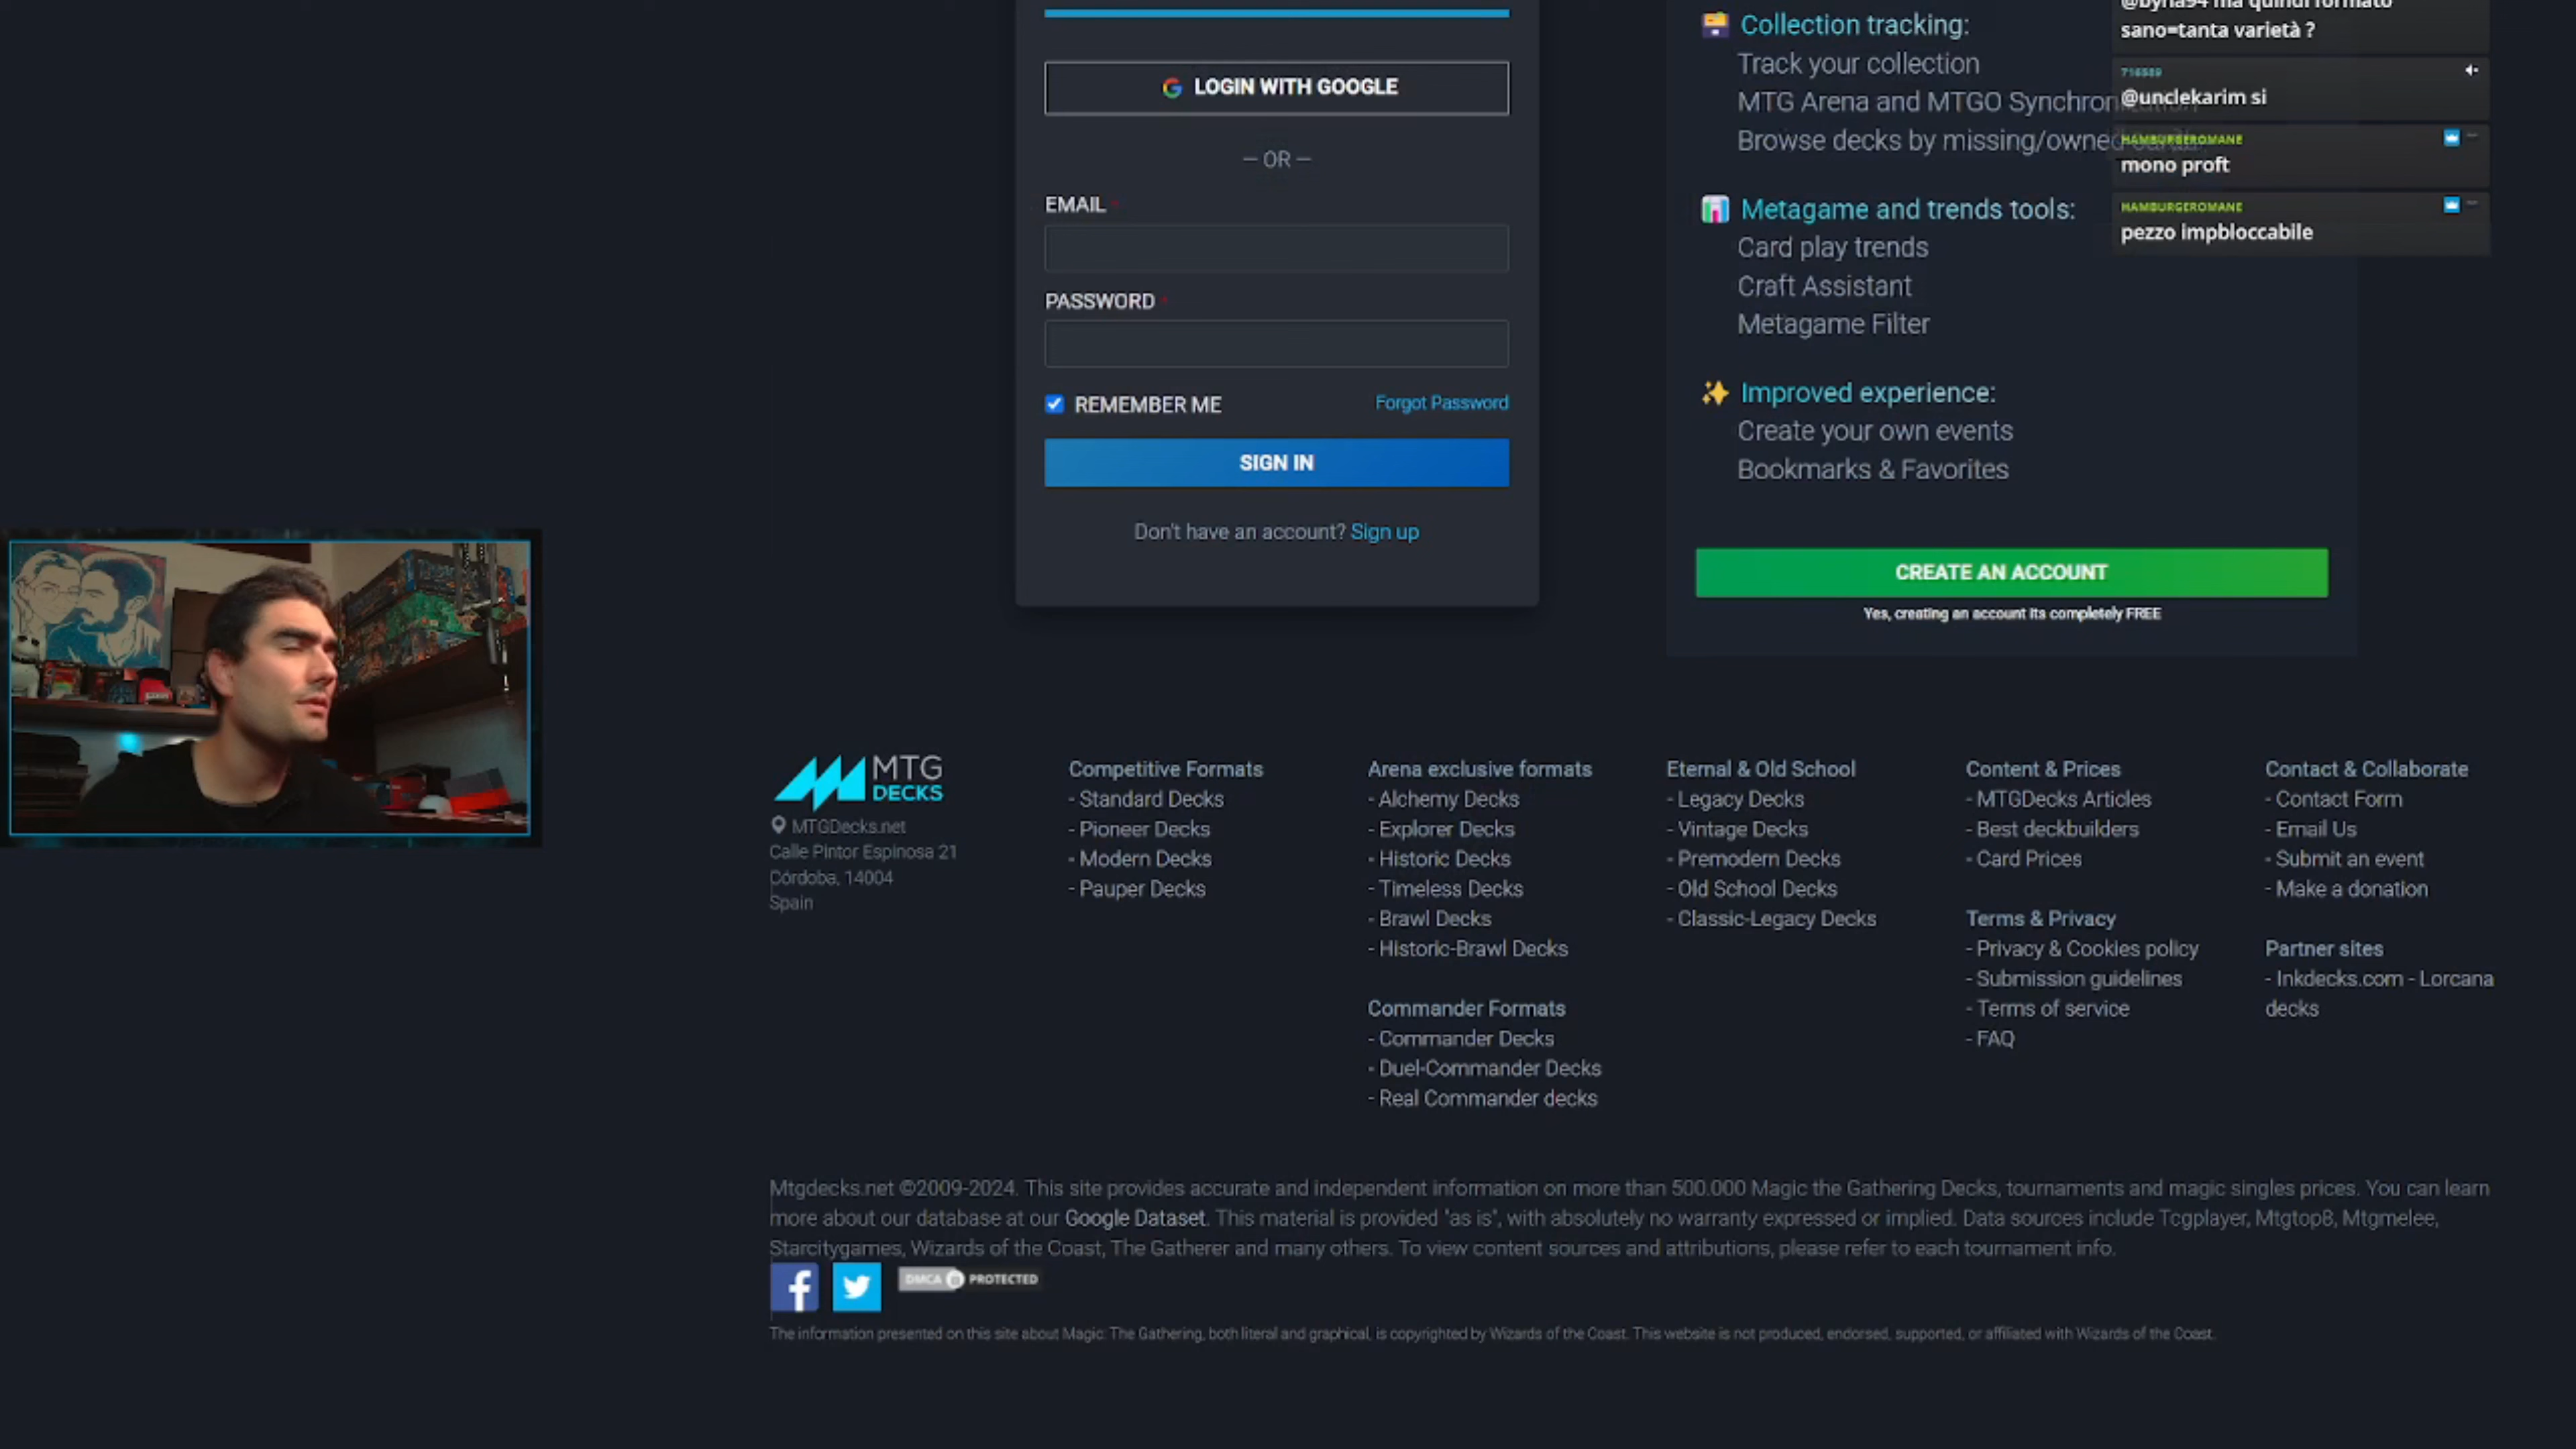 LOGIN WITH GOOGLE
— OR —
EMAIL *
PASSWORD *
REMEMBER ME
Forgot Password
SIGN IN
Don't have an account? Sign up
Collection tracking:
Track your collection
MTG Arena and MTGO
Browse decks by missing/owned
Metagame and trends tools:
Card play trends
Craft Assistant
Metagame Filter
Improved experience:
Create your own events
Bookmarks & Favorites
CREATE AN ACCOUNT
Yes, creating an account its completely FREE
ma quindi formato
sano=tanta varietà ?
716589
@unclekarim si
HAMBURGEROMANE
mono proft
HAMBURGEROMANE
pezzo impbloccabile
MTG
DECKS
MTGDecks.net
Calle Pintor Espinosa 21
Córdoba, 14004
Spain
Competitive Formats
- Standard Decks
- Pioneer Decks
- Modern Decks
- Pauper Decks
Arena exclusive formats
- Alchemy Decks
- Explorer Decks
- Historic Decks
- Timeless Decks
- Brawl Decks
- Historic-Brawl Decks
Commander Formats
- Commander Decks
- Duel-Commander Decks
- Real Commander decks
Eternal & Old School
- Legacy Decks
- Vintage Decks
- Premodern Decks
- Old School Decks
- Classic-Legacy Decks
Content & Prices
- MTGDecks Articles
- Best deckbuilders
- Card Prices
Terms & Privacy
- Privacy & Cookies policy
- Submission guidelines
- Terms of service
- FAQ
Contact & Collaborate
- Contact Form
- Email Us
- Submit an event
- Make a donation
Partner sites
- Inkdecks.com - Lorcana
decks
Mtgdecks.net ©2009-2024. This site provides accurate and independent information on more than 500.000 Magic the Gathering Decks, tournaments and magic singles prices. You can learn
more about our database at our Google Dataset. This material is provided "as is", with absolutely no warranty expressed or implied. Data sources include Tcgplayer, Mtgtop8, Mtgmelee,
Starcitygames, Wizards of the Coast, The Gatherer and many others. To view content sources and attributions, please refer to each tournament info.
DMCA PROTECTED
The information presented on this site about Magic: The Gathering, both literal and graphical, is copyrighted by Wizards of the Coast. This website is not produced, endorsed, supported, or affiliated with Wizards of the Coast.